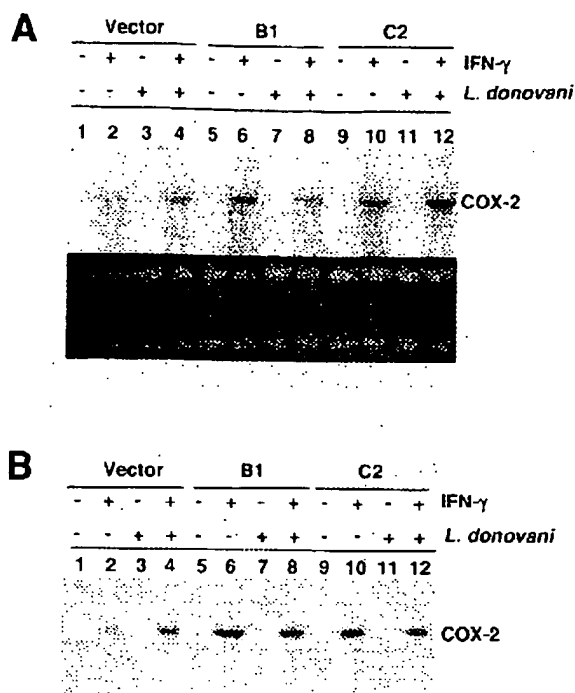 A
Vector B1 C2
- + - + - + - + - + - + IFN-γ
- - + + - - + + - - + + L. donovani
1 2 3 4 5 6 7 8 9 10 11 12
COX-2
B
Vector B1 C2
- + - + - + - + - + - + IFN-γ
- - + + - - + + - - + + L. donovani
1 2 3 4 5 6 7 8 9 10 11 12
COX-2